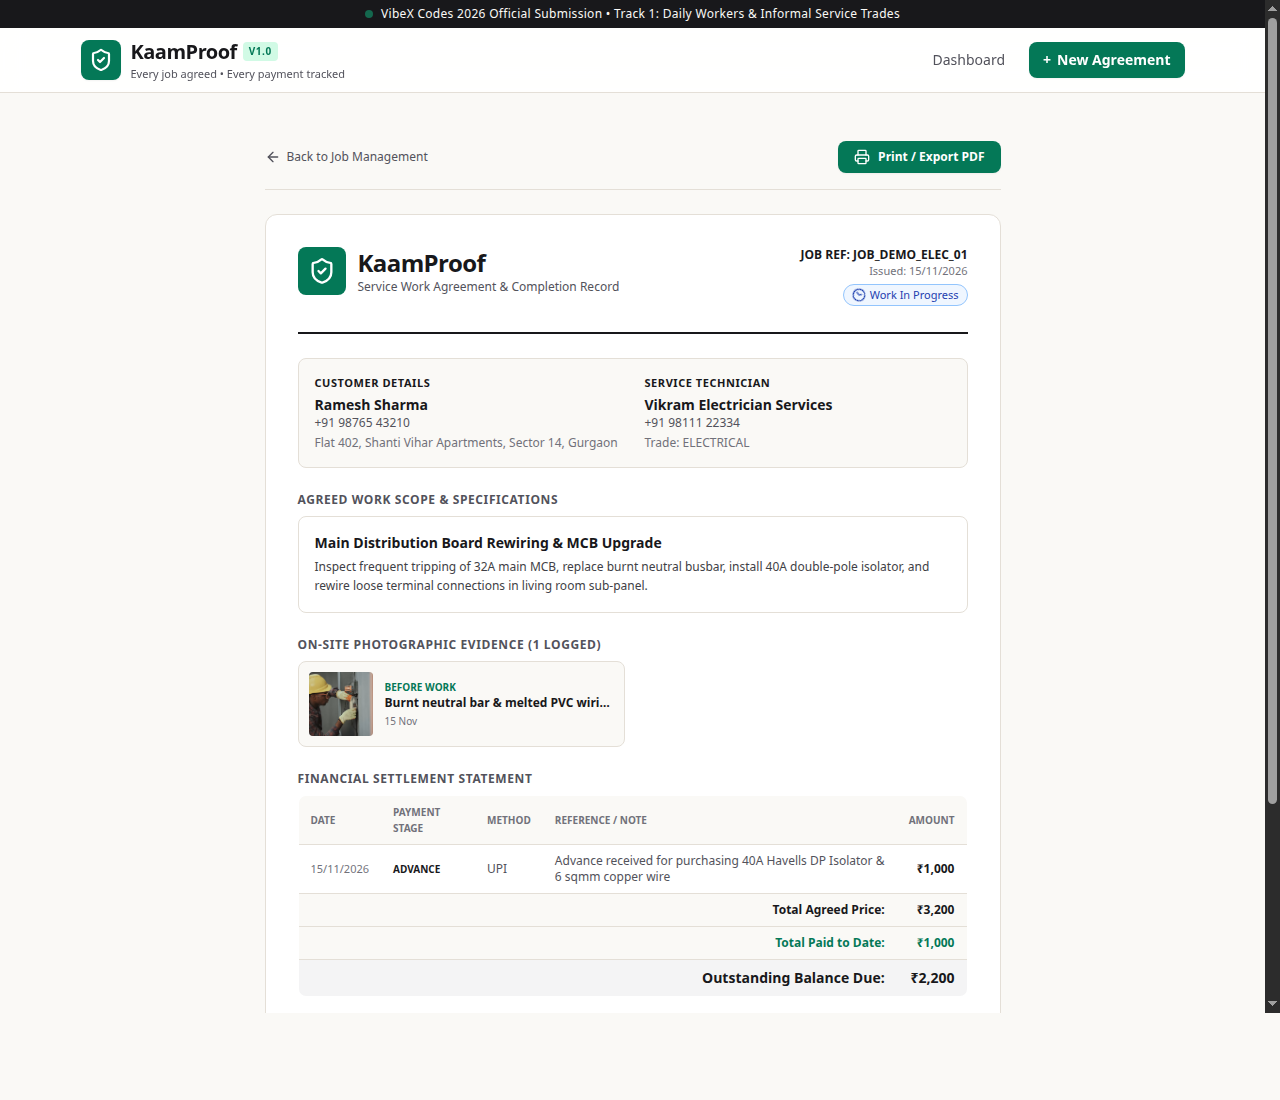 VibeX Codes 2026 Official Submission • Track 1: Daily Workers & Informal Service Trades
KaamProof V1.0
Every job agreed • Every payment tracked
Dashboard
+ New Agreement
Back to Job Management
Print / Export PDF
KaamProof
Service Work Agreement & Completion Record
JOB REF: JOB_DEMO_ELEC_01
Issued: 15/11/2026
Work In Progress
CUSTOMER DETAILS
Ramesh Sharma
+91 98765 43210
Flat 402, Shanti Vihar Apartments, Sector 14, Gurgaon
SERVICE TECHNICIAN
Vikram Electrician Services
+91 98111 22334
Trade: ELECTRICAL
AGREED WORK SCOPE & SPECIFICATIONS
Main Distribution Board Rewiring & MCB Upgrade
Inspect frequent tripping of 32A main MCB, replace burnt neutral busbar, install 40A double-pole isolator, and
rewire loose terminal connections in living room sub-panel.
ON-SITE PHOTOGRAPHIC EVIDENCE (1 LOGGED)
BEFORE WORK
Burnt neutral bar & melted PVC wiri...
15 Nov
FINANCIAL SETTLEMENT STATEMENT
DATE PAYMENT STAGE METHOD REFERENCE / NOTE AMOUNT
15/11/2026 ADVANCE UPI Advance received for purchasing 40A Havells DP Isolator &
6 sqmm copper wire ₹1,000
Total Agreed Price: ₹3,200
Total Paid to Date: ₹1,000
Outstanding Balance Due: ₹2,200